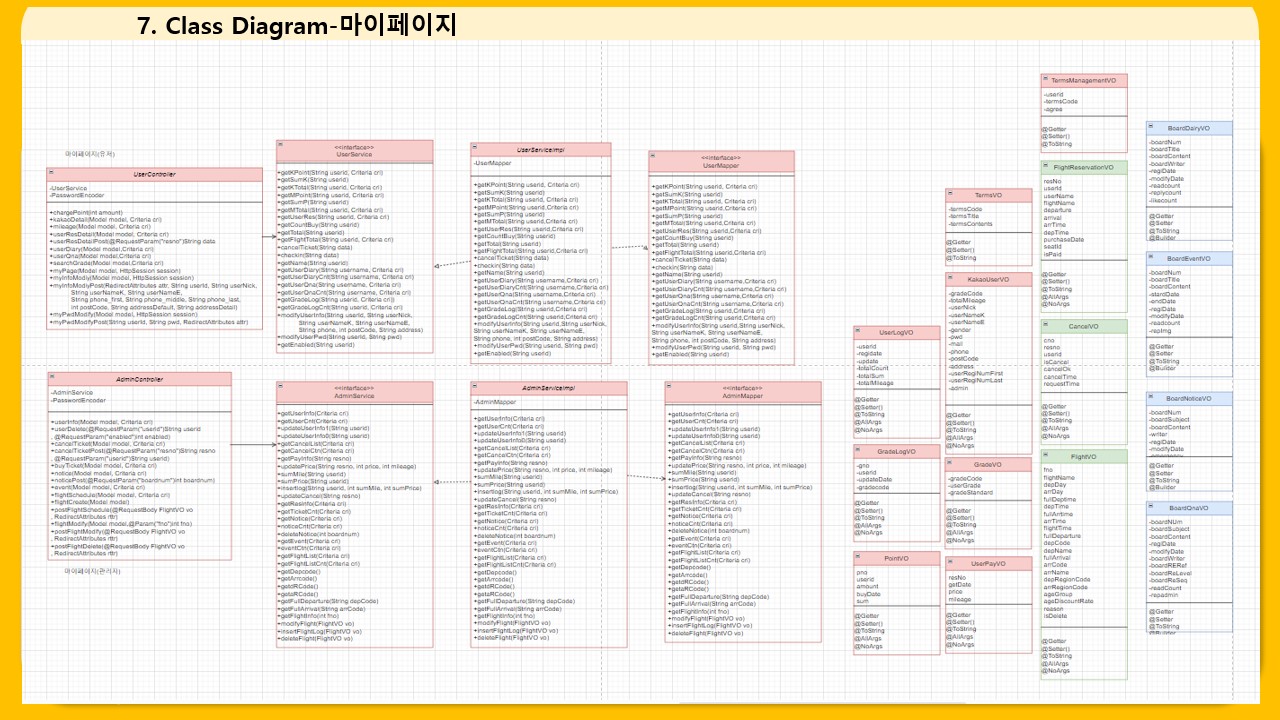 7. Class Diagram-마이페이지
마이페이지(유저)
UserController
-UserService
-PasswordEncoder
+chargePoint(int amount)
+kakaoDetail(Model model, Criteria cri)
+mileage(Model model, Criteria cri)
+userResDetail(Model model, Criteria cri)
+userResDetailPost(@RequestParam("resno")String data
+userDiary(Model model,Criteria cri)
+userQna(Model model,Criteria cri)
+searchGrade(Model model,Criteria cri)
+myPage(Model model, HttpSession session)
+myInfoModiy(Model model, HttpSession session)
+myInfoModiyPost(RedirectAttributes attr, String userid, String userNick,
String userNameK, String userNameE,
String phone_first, String phone_middle, String phone_last,
int postCode, String addressDefault, String addressDetail)
+myPwdModify(Model model, HttpSession session)
+myPwdModifyPost(String userid, String pwd, RedirectAttributes attr)
<<interface>>
UserService
+getKPoint(String userid, Criteria cri)
+getSumK(String userid)
+getKTotal(String userid, Criteria cri)
+getMPoint(String userid, Criteria cri)
+getSumP(String userid)
+getMTotal(String userid, Criteria cri)
+getUserRes(String userid, Criteria cri)
+getCountBuy(String userid)
+getTotal(String userid)
+getFlightTotal(String userid, Criteria cri)
+cancelTicket(String data)
+checkin(String data)
+getName(String userid)
+getUserDiary(String username, Criteria cri)
+getUserDiaryCnt(String username, Criteria cri)
+getUserQna(String username, Criteria cri)
+getUserQnaCnt(String username, Criteria cri)
+getGradeLog(String userid, Criteria cri))
+getGradeLogCnt(String userid, Criteria cri)
+modifyUserInfo(String userid, String userNick,
String userNameK, String userNameE,
String phone, int postCode, String address)
+modifyUserPwd(String userid, String pwd)
+getEnabled(String userid)
UserServiceImpl
-UserMapper
+getKPoint(String userid, Criteria cri)
+getSumK(String userid)
+getKTotal(String userid, Criteria cri)
+getMPoint(String userid, Criteria cri)
+getSumP(String userid)
+getMTotal(String userid, Criteria cri)
+getUserRes(String userid, Criteria cri)
+getCountBuy(String userid)
+getTotal(String userid)
+getFlightTotal(String userid, Criteria cri)
+cancelTicket(String data)
+checkin(String data)
+getName(String userid)
+getUserDiary(String username,Criteria cri)
+getUserDiaryCnt(String username,Criteria cri)
+getUserQna(String username,Criteria cri)
+getUserQnaCnt(String username,Criteria cri)
+getGradeLog(String userid,Criteria cri)
+getGradeLogCnt(String userid,Criteria cri)
+modifyUserInfo(String userid, String userNick,
String userNameK, String userNameE,
String phone, int postCode, String address)
+modifyUserPwd(String userid, String pwd)
+getEnabled(String userid)
<<interface>>
UserMapper
+getKPoint(String userid, Criteria cri)
+getSumK(String userid)
+getKTotal(String userid, Criteria cri)
+getMPoint(String userid, Criteria cri)
+getSumP(String userid)
+getMTotal(String userid, Criteria cri)
+getUserRes(String userid, Criteria cri)
+getCountBuy(String userid)
+getTotal(String userid)
+getFlightTotal(String userid, Criteria cri)
+cancelTicket(String data)
+checkin(String data)
+getName(String userid)
+getUserDiary(String username,Criteria cri)
+getUserDiaryCnt(String username,Criteria cri)
+getUserQna(String username,Criteria cri)
+getUserQnaCnt(String username,Criteria cri)
+getGradeLog(String userid,Criteria cri)
+getGradeLogCnt(String userid,Criteria cri)
+modifyUserInfo(String userid, String userNick,
String userNameK, String userNameE,
String phone, int postCode, String address)
+modifyUserPwd(String userid, String pwd)
+getEnabled(String userid)
AdminController
-AdminService
-PasswordEncoder
+userInfo(Model model, Criteria cri)
+userDelete(@RequestParam("userid")String userid
, @RequestParam("enabled")int enabled)
+cancelTicket(Model model, Criteria cri)
+cancelTicketPost(@RequestParam("resno")String resno
, @RequestParam("userid")String userid)
+buyTicket(Model model, Criteria cri)
+notice(Model model, Criteria cri)
+noticePost(@RequestParam("boardnum")int boardnum)
+event(Model model, Criteria cri)
+flightSchedule(Model model, Criteria cri)
+flightCreate(Model model)
+postFlightSchedule(@RequestBody FlightVO vo
, RedirectAttributes rttr)
+flightModify(Model model,@Param("fno")int fno)
+postFlightModify(@RequestBody FlightVO vo
, RedirectAttributes rttr)
+postFlightDelete(@RequestBody FlightVO vo
, RedirectAttributes rttr)
마이페이지(관리자)
<<interface>>
AdminService
+getUserInfo(Criteria cri)
+getUserCnt(Criteria cri)
+updateUserInfo1(String userid)
+updateUserInfo0(String userid)
+getCancelList(Criteria cri)
+getCancelCtn(Criteria cri)
+getPayInfo(String resno)
+updatePrice(String resno, int price, int mileage)
+sumMile(String userid)
+sumPrice(String userid)
+insertlog(String userid, int sumMile, int sumPrice)
+updateCancel(String resno)
+getResInfo(Criteria cri)
+getTicketCnt(Criteria cri)
+getNotice(Criteria cri)
+noticeCnt(Criteria cri)
+deleteNotice(int boardnum)
+getEvent(Criteria cri)
+eventCtn(Criteria cri)
+getFlightList(Criteria cri)
+getFlightListCnt(Criteria cri)
+getDepcode()
+getArrcode()
+getdRCode()
+getaRCode()
+getFullDeparture(String depCode)
+getFullArrival(String arrCode)
+getFlightInfo(int fno)
+modifyFlight(FlightVO vo)
+insertFlightLog(FlightVO vo)
+deleteFlight(FlightVO vo)
AdminServiceImpl
-AdminMapper
+getUserInfo(Criteria cri)
+getUserCnt(Criteria cri)
+updateUserInfo1(String userid)
+updateUserInfo0(String userid)
+getCancelList(Criteria cri)
+getCancelCtn(Criteria cri)
+getPayInfo(String resno)
+updatePrice(String resno, int price, int mileage)
+sumMile(String userid)
+sumPrice(String userid)
+insertlog(String userid, int sumMile, int sumPrice)
+updateCancel(String resno)
+getResInfo(Criteria cri)
+getTicketCnt(Criteria cri)
+getNotice(Criteria cri)
+noticeCnt(Criteria cri)
+deleteNotice(int boardnum)
+getEvent(Criteria cri)
+eventCtn(Criteria cri)
+getFlightList(Criteria cri)
+getFlightListCnt(Criteria cri)
+getDepcode()
+getArrcode()
+getdRCode()
+getaRCode()
+getFullDeparture(String depCode)
+getFullArrival(String arrCode)
+getFlightInfo(int fno)
+modifyFlight(FlightVO vo)
+insertFlightLog(FlightVO vo)
+deleteFlight(FlightVO vo)
<<interface>>
AdminMapper
+getUserInfo(Criteria cri)
+getUserCnt(Criteria cri)
+updateUserInfo1(String userid)
+updateUserInfo0(String userid)
+getCancelList(Criteria cri)
+getCancelCtn(Criteria cri)
+getPayInfo(String resno)
+updatePrice(String resno, int price, int mileage)
+sumMile(String userid)
+sumPrice(String userid)
+insertlog(String userid, int sumMile, int sumPrice)
+updateCancel(String resno)
+getResInfo(Criteria cri)
+getTicketCnt(Criteria cri)
+getNotice(Criteria cri)
+noticeCnt(Criteria cri)
+deleteNotice(int boardnum)
+getEvent(Criteria cri)
+eventCtn(Criteria cri)
+getFlightList(Criteria cri)
+getFlightListCnt(Criteria cri)
+getDepcode()
+getArrcode()
+getdRCode()
+getaRCode()
+getFullDeparture(String depCode)
+getFullArrival(String arrCode)
+getFlightInfo(int fno)
+modifyFlight(FlightVO vo)
+insertFlightLog(FlightVO vo)
+deleteFlight(FlightVO vo)
UserLogVO
-userid
-regidate
-update
-totalCount
-totalSum
-totalMileage
@Getter
@Setter()
@ToString
@AllArgs
@NoArgs
GradeLogVO
-gno
-userid
-updateDate
-gradecode
@Getter
@Setter()
@ToString
@AllArgs
@NoArgs
PointVO
pno
userid
amount
buyDate
sum
@Getter
@Setter()
@ToString
@AllArgs
@NoArgs
TermsVO
-termsCode
-termsTitle
-termsContents
@Getter
@Setter()
@ToString
KakaoUserVO
-gradeCode
-totalMileage
-userNick
-userid
-userNameK
-userNameE
-gender
-pwd
-mail
-phone
-postCode
-address
-userRegiNumFirst
-userRegiNumLast
-admin
@Getter
@Setter()
@ToString
@AllArgs
@NoArgs
GradeVO
-gradeCode
-userGrade
-gradeStandard
@Getter
@Setter()
@ToString
@AllArgs
@NoArgs
UserPayVO
resNo
getDate
price
mileage
@Getter
@Setter()
@ToString
@AllArgs
@NoArgs
TermsManagementVO
-userid
-termsCode
-agree
@Getter
@Setter()
@ToString
FlightReservationVO
resNo
userid
userName
flightName
departure
arrival
arrTime
depTime
purchaseDate
seatid
isPaid
@Getter
@Setter()
@ToString
@AllArgs
@NoArgs
CancelVO
cno
resno
userid
isCancel
cancelOk
cancelTime
requestTime
@Getter
@Setter()
@ToString
@AllArgs
@NoArgs
FlightVO
fno
flightName
depDay
arrDay
fullDeptime
depTime
fullArrtime
arrTime
flightTime
fullDeparture
depCode
depName
fullArrival
arrCode
arrName
depRegionCode
arrRegionCode
ageGroup
ageDiscountRate
reason
isDelete
@Getter
@Setter()
@ToString
@AllArgs
@NoArgs
BoardDairyVO
-boardNum
-boardTitle
-boardContent
-boardWriter
-regiDate
-modifyDate
-readcount
-replycount
-likecount
@Getter
@Setter
@ToString
@Builder
BoardEventVO
-boardNum
-boardTitle
-boardContent
-startDate
-endDate
-regiDate
-modifyDate
-readcount
-repImg
@Getter
@Setter
@ToString
@Builder
BoardNoticeVO
-boardNum
-boardSubject
-boardContent
-writer
-regiDate
-modifyDate
@Getter
@Setter
@ToString
@Builder
BoardQnaVO
-boardNUm
-boardSubject
-boardContent
-regiDate
-modifyDate
-boardWriter
-boardRERef
-boardReLevel
-boardReSeq
-readCount
-repadmin
@Getter
@Setter
@ToString
@Builder